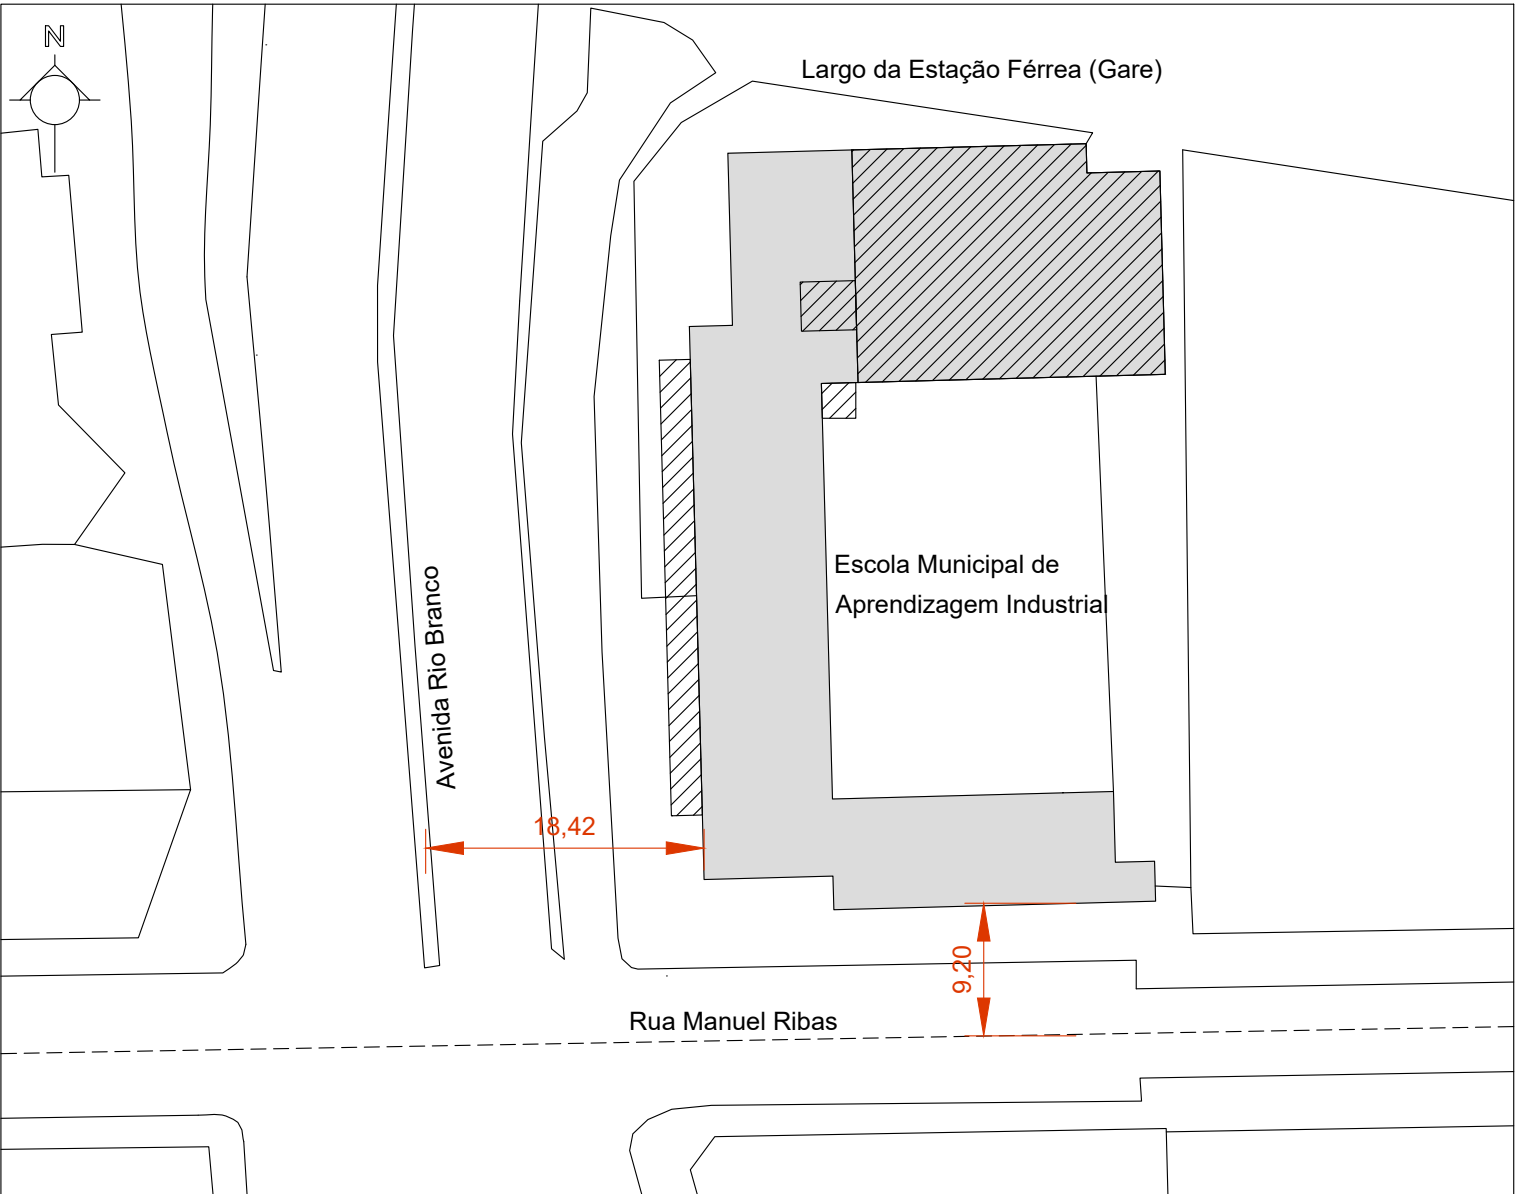 N
Largo da Estação Férrea (Gare)
Escola Municipal de
Aprendizagem Industrial
Avenida Rio Branco
18,42
9,20
Rua Manuel Ribas